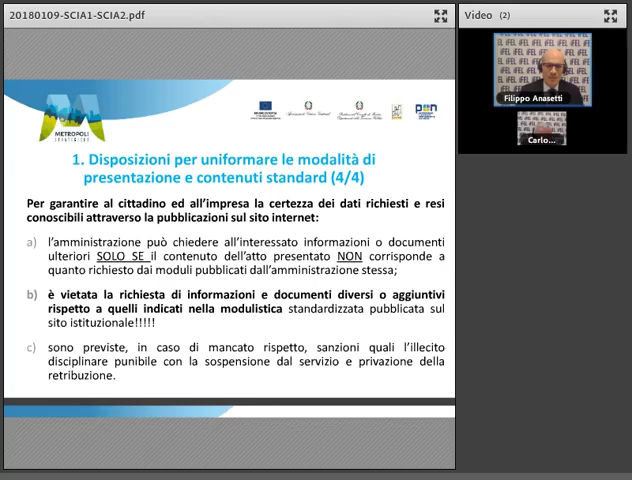 20180109-SCIA1-SCIA2.pdf
Video (2)
Filippo Anasetti
Carlo...
METROPOLI
STRATEGICHE
1. Disposizioni per uniformare le modalità di
presentazione e contenuti standard (4/4)
Per garantire al cittadino ed all'impresa la certezza dei dati richiesti e resi
conoscibili attraverso la pubblicazioni sul sito internet:
a) l'amministrazione può chiedere all'interessato informazioni o documenti
ulteriori SOLO SE il contenuto dell'atto presentato NON corrisponde a
quanto richiesto dai moduli pubblicati dall'amministrazione stessa;
b) è vietata la richiesta di informazioni e documenti diversi o aggiuntivi
rispetto a quelli indicati nella modulistica standardizzata pubblicata sul
sito istituzionale!!!!!
c) sono previste, in caso di mancato rispetto, sanzioni quali l'illecito
disciplinare punibile con la sospensione dal servizio e privazione della
retribuzione.